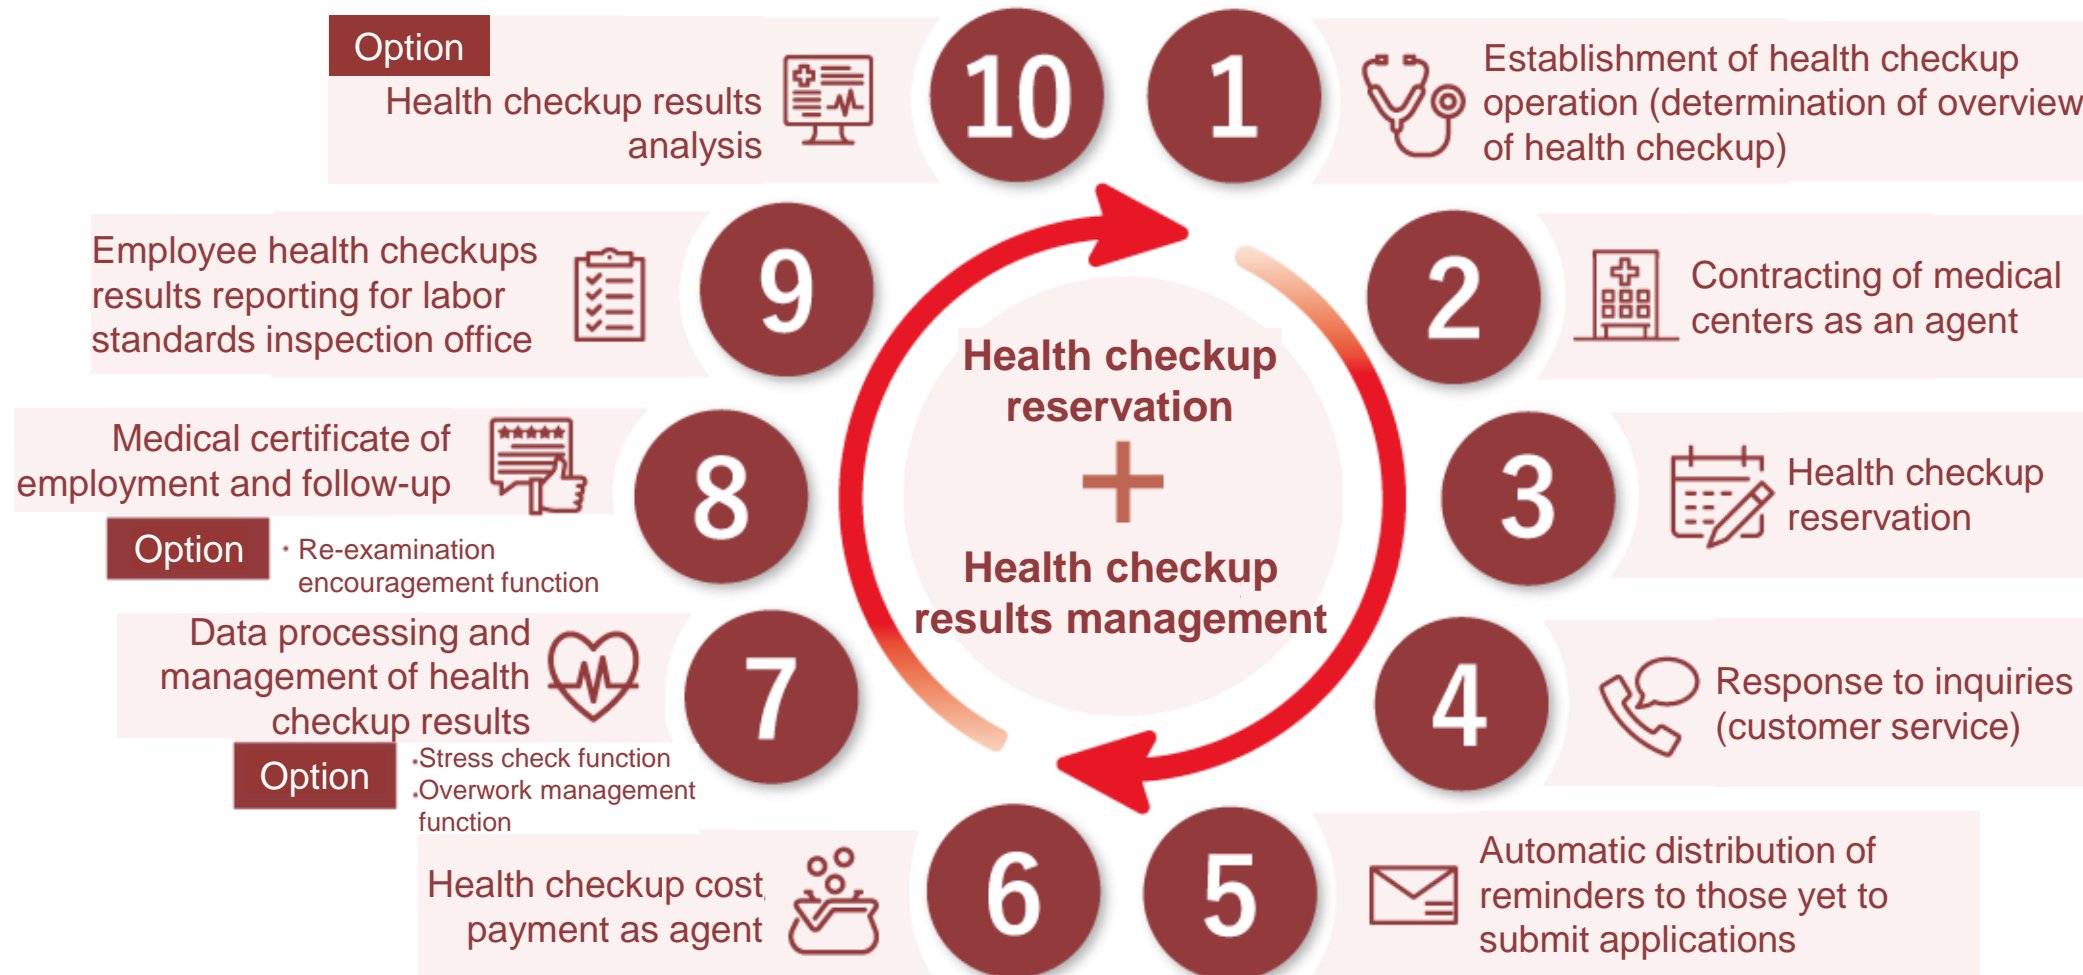 Option
Health checkup results
analysis
10
1
Establishment of health checkup
operation (determination of overview
of health checkup)
Employee health checkups
results reporting for labor
standards inspection office
9
2
Contracting of medical
centers as an agent
Health checkup
reservation
+
Health checkup
results management
Medical certificate of
employment and follow-up
8
Option
・Re-examination
encouragement function
3
Health checkup
reservation
Data processing and
management of health
checkup results
7
Option
・Stress check function
・Overwork management
function
4
Response to inquiries
(customer service)
Health checkup cost
payment as agent
6
5
Automatic distribution of
reminders to those yet to
submit applications